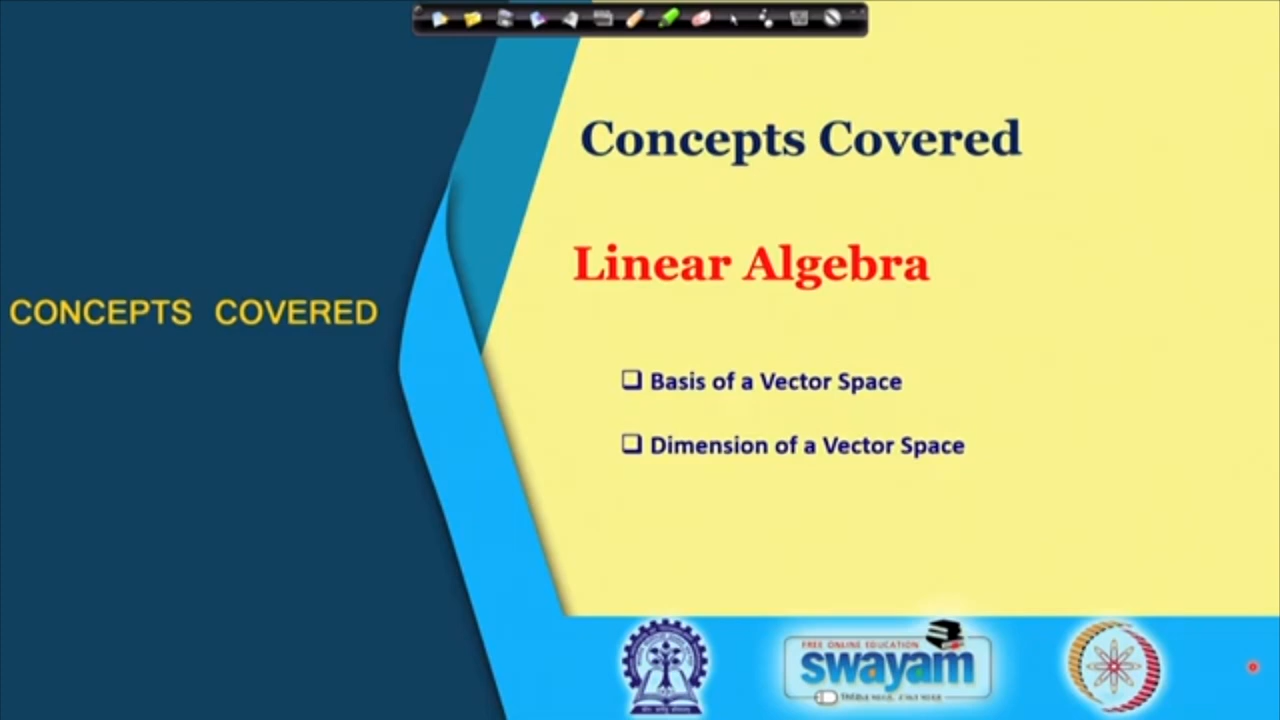 Concepts Covered
Linear Algebra
CONCEPTS COVERED
❑ Basis of a Vector Space
❑ Dimension of a Vector Space
FREE ONLINE EDUCATION
swayam